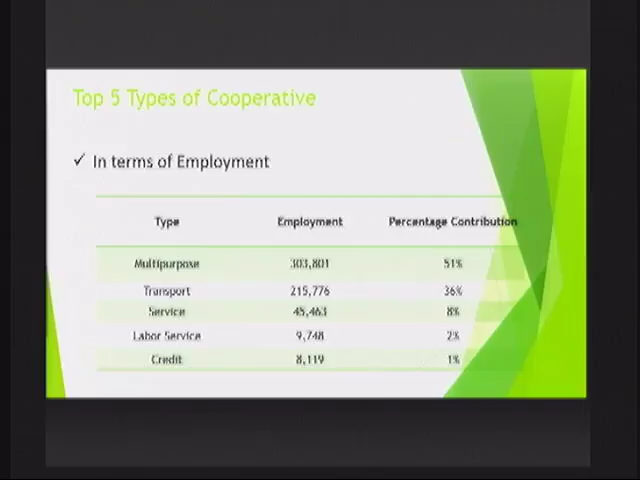 Top 5 Types of Cooperative
✓ In terms of Employment
Type Employment Percentage Contribution
Multipurpose 303,801 51%
Transport 215,776 36%
Service 45,463 8%
Labor Service 9,748 2%
Credit 8,119 1%